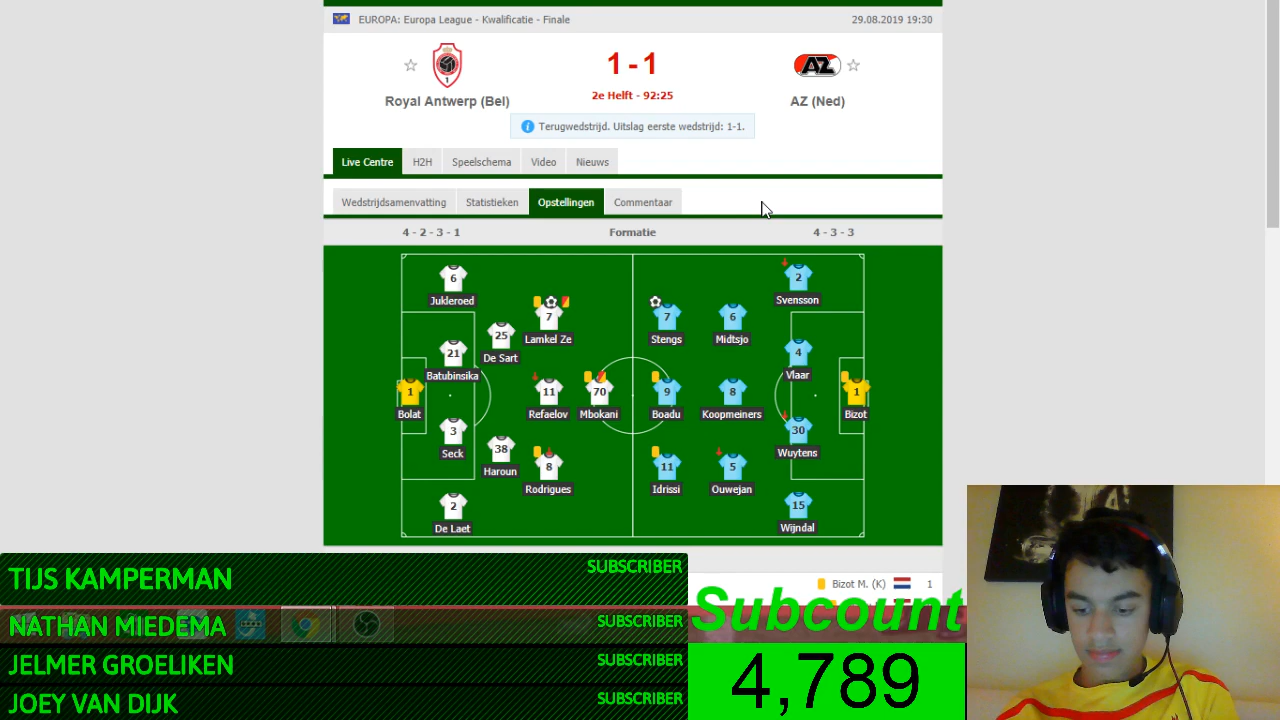 EUROPA: Europa League - Kwalificatie - Finale 29.08.2019 19:30
1 - 1
AZ
2e Helft - 92:25
Royal Antwerp (Bel) AZ (Ned)
Terugwedstrijd. Uitslag eerste wedstrijd: 1-1.
Live Centre H2H Speelschema Video Nieuws
Wedstrijdsamenvatting Statistieken Opstellingen Commentaar
4 - 2 - 3 - 1 Formatie 4 - 3 - 3
6 2
Jukleroed Svensson
7 7 6
25 Lamkel Ze Stengs Midtsjo
21 De Sart 4
Batubinsika Vlaar
1 11 70 9 8 1
Bolat Refaelov Mbokani Boadu Koopmeiners Bizot
3 30
Seck 38 Wuytens
Haroun 8 11 5
Rodrigues Idrissi Ouwejan
2 15
De Laet Wijndal
Bizot M. (K) 1
TIJS KAMPERMAN SUBSCRIBER
NATHAN MIEDEMA SUBSCRIBER
JELMER GROELIKEN SUBSCRIBER
JOEY VAN DIJK SUBSCRIBER
Subcount
4,789